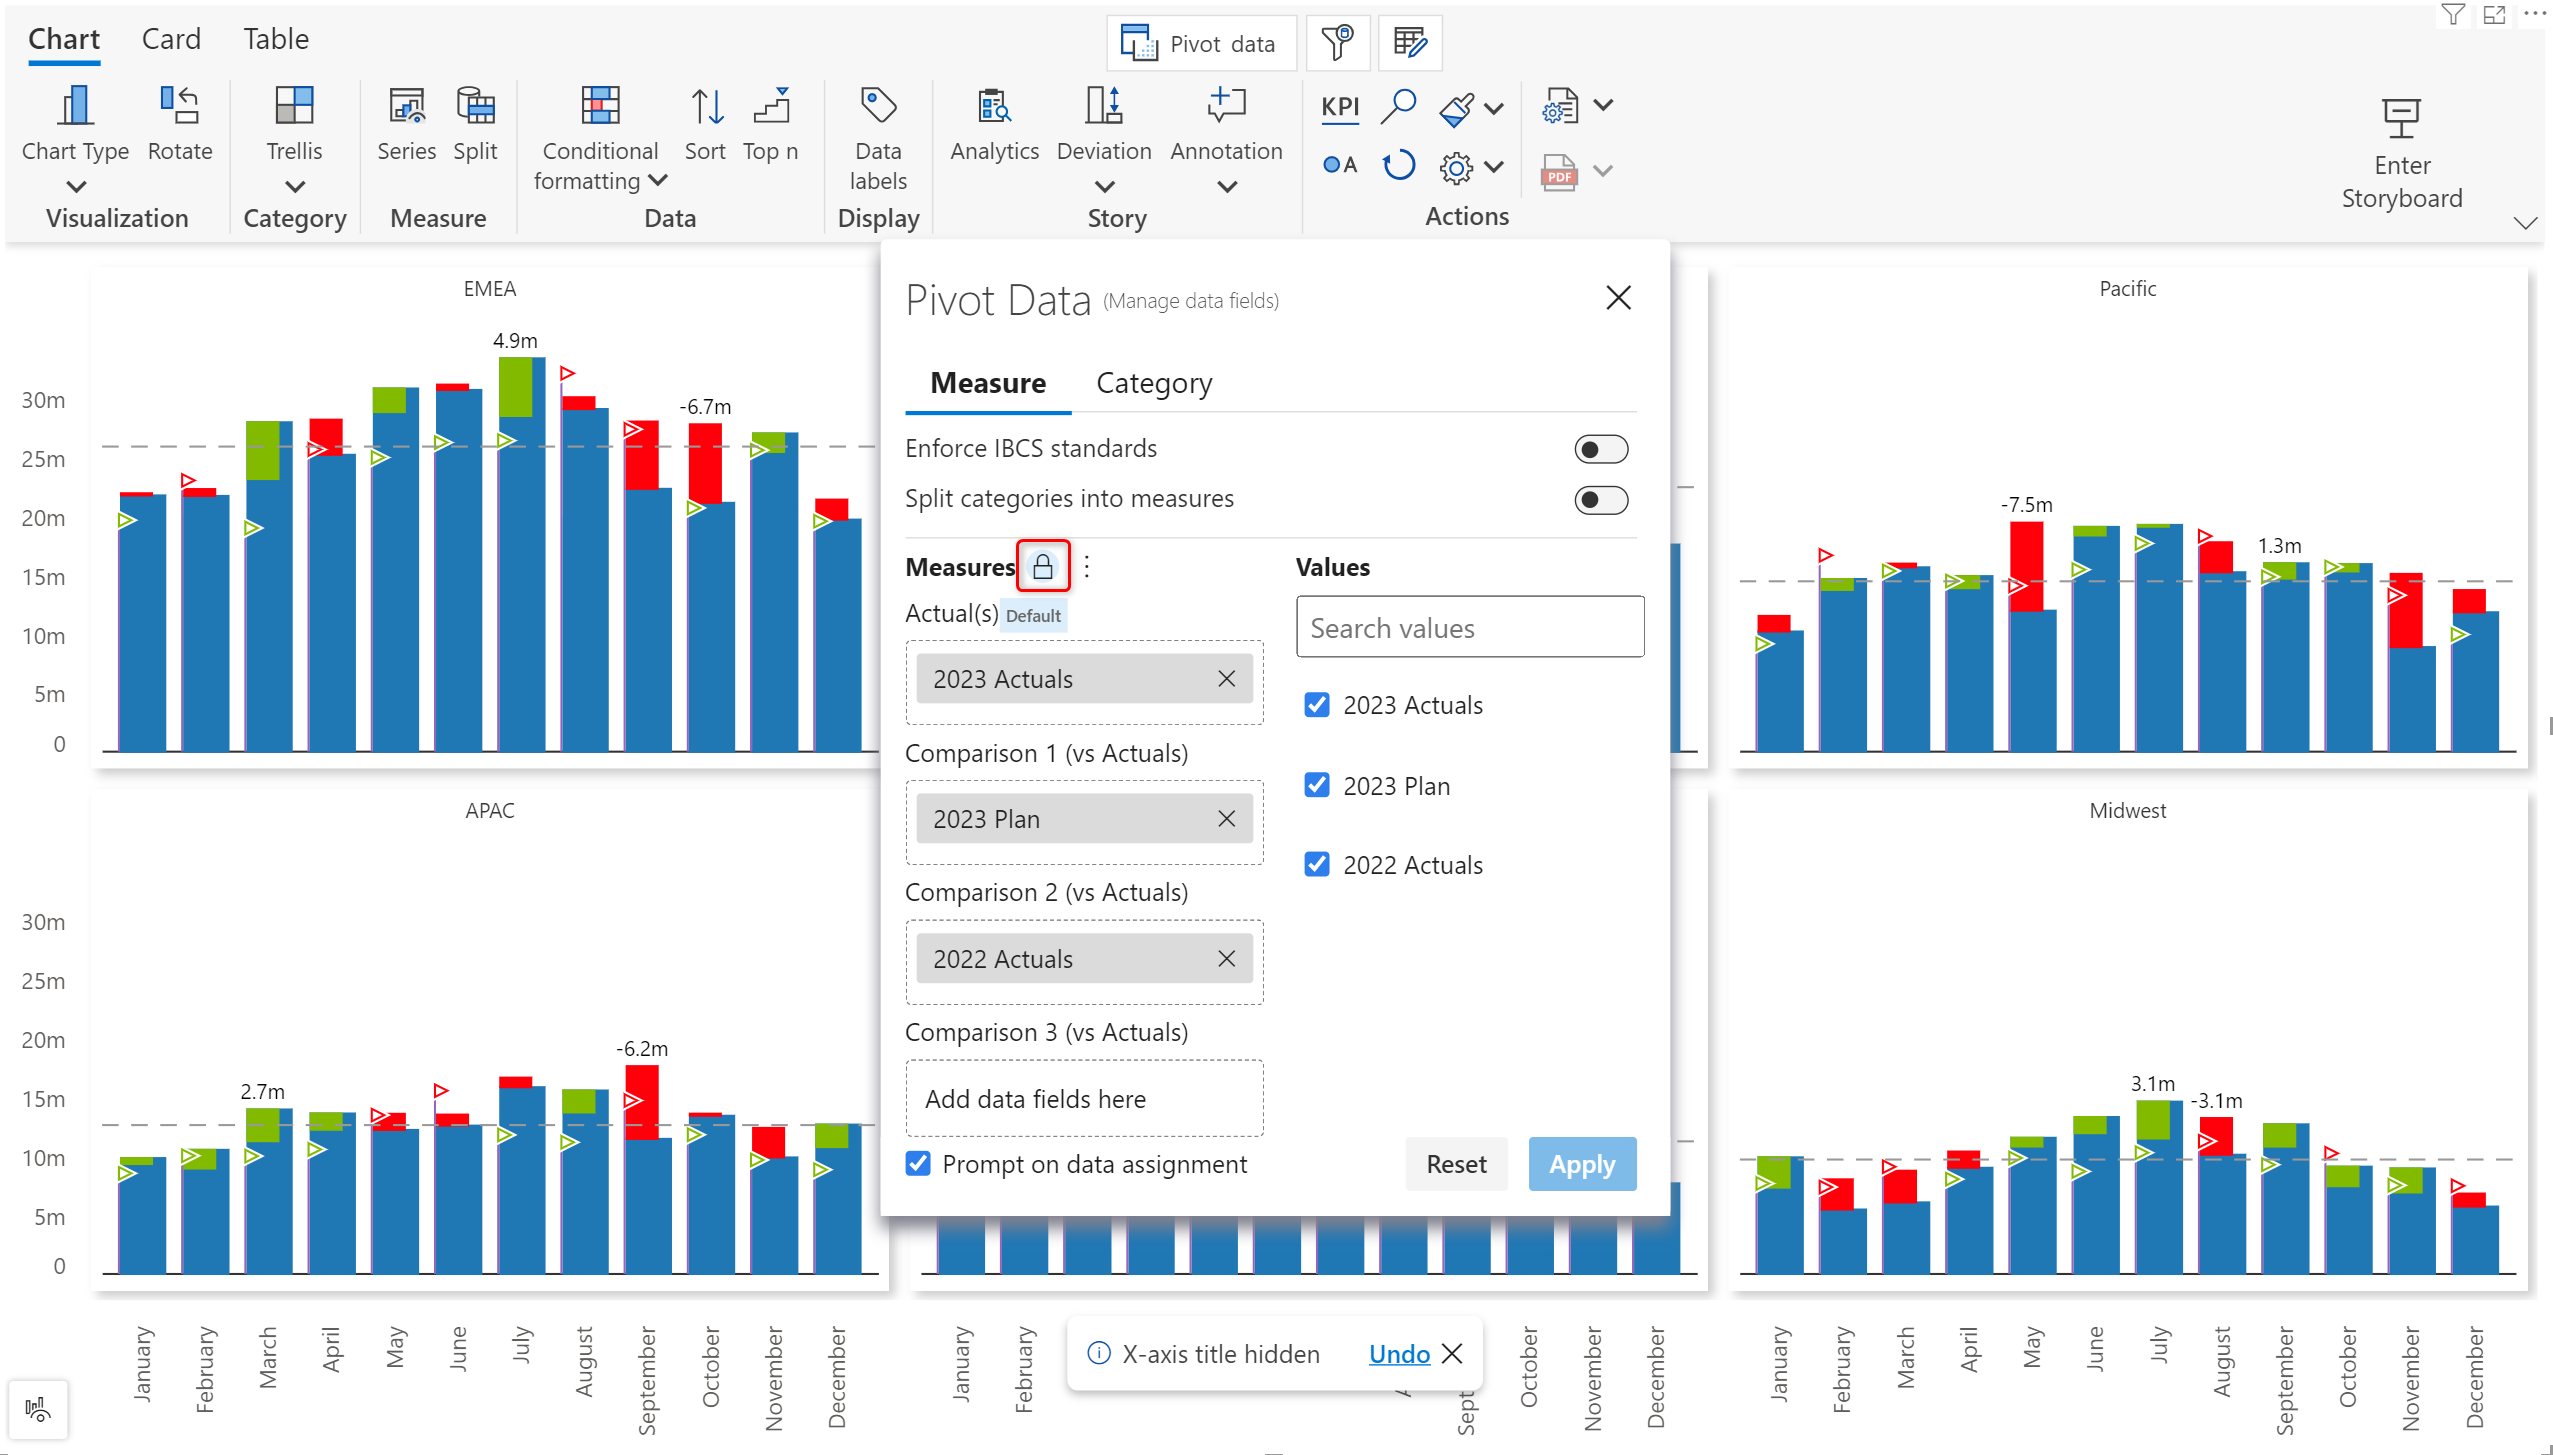 Chart Card Table
Pivot data
Chart Type
Rotate
Visualization
Trellis
Category
Series
Split
Measure
Conditional
formatting
Sort
Top n
Data
Data
labels
Display
Analytics
Deviation
Annotation
Story
KPI
A
PDF
Actions
Enter
Storyboard
EMEA
4.9m
-6.7m
30m
25m
20m
15m
10m
5m
0
Pacific
-7.5m
1.3m
Pivot Data (Manage data fields)
Measure Category
Enforce IBCS standards
Split categories into measures
Measures
Actual(s) Default
2023 Actuals
Comparison 1 (vs Actuals)
2023 Plan
Comparison 2 (vs Actuals)
2022 Actuals
Comparison 3 (vs Actuals)
Add data fields here
Prompt on data assignment
Values
Search values
2023 Actuals
2023 Plan
2022 Actuals
Reset Apply
APAC
2.7m
-6.2m
30m
25m
20m
15m
10m
5m
0
Midwest
3.1m
-3.1m
January
February
March
April
May
June
July
August
September
October
November
December
January
February
October
November
December
X-axis title hidden Undo
January
February
March
April
May
June
July
August
September
October
November
December